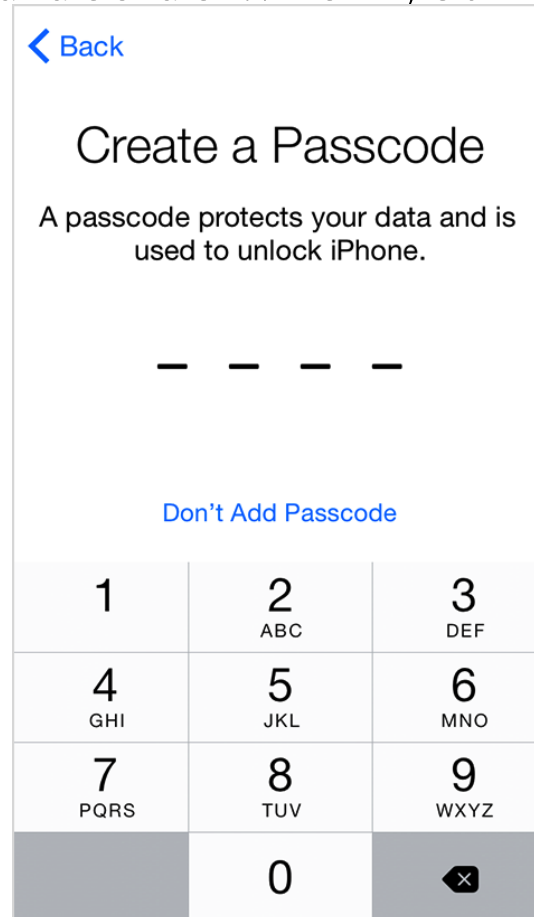 Back
Create a Passcode
A passcode protects your data and is
used to unlock iPhone.
Don't Add Passcode
1 2 3
ABC DEF
4 5 6
GHI JKL MNO
7 8 9
PQRS TUV WXYZ
0